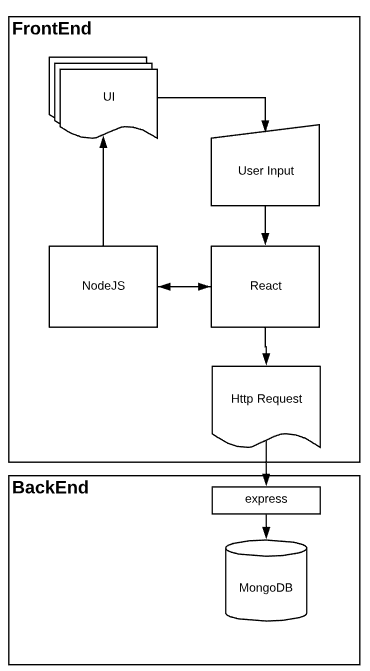 FrontEnd
UI
User Input
NodeJS
React
Http Request
BackEnd
express
MongoDB